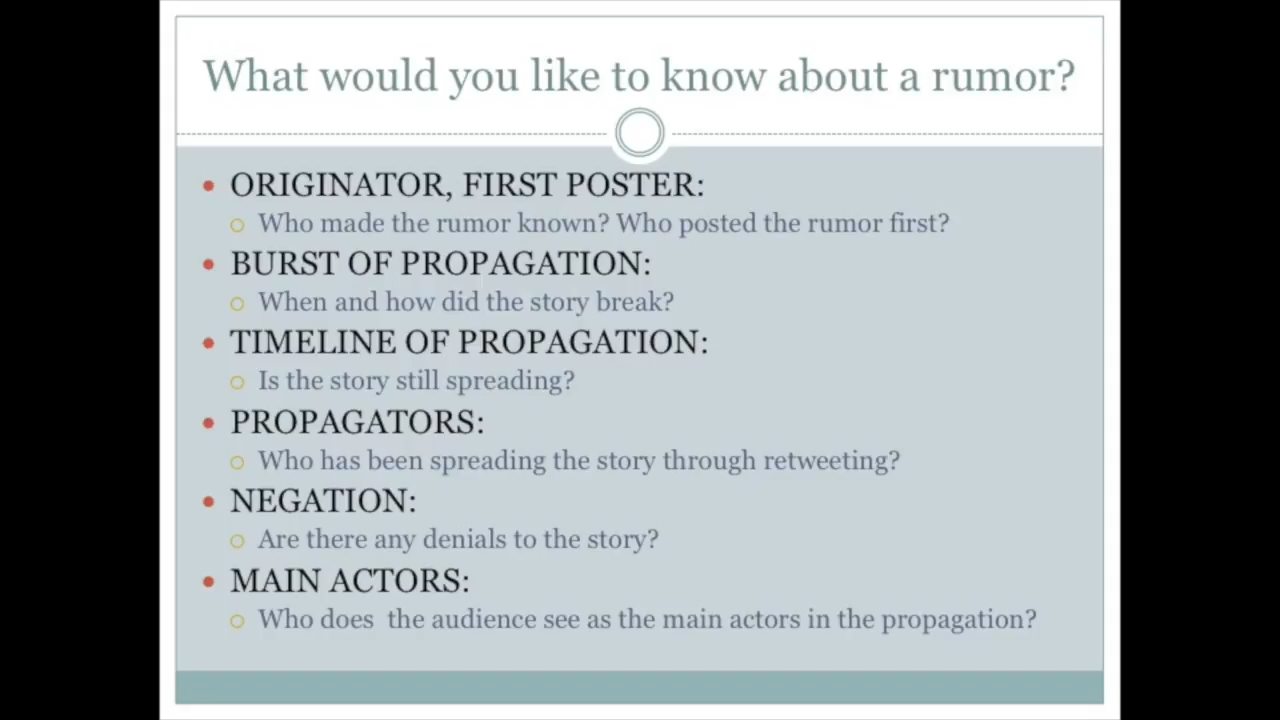 What would you like to know about a rumor?
ORIGINATOR, FIRST POSTER:
Who made the rumor known? Who posted the rumor first?
BURST OF PROPAGATION:
When and how did the story break?
TIMELINE OF PROPAGATION:
Is the story still spreading?
PROPAGATORS:
Who has been spreading the story through retweeting?
NEGATION:
Are there any denials to the story?
MAIN ACTORS:
Who does  the audience see as the main actors in the propagation?